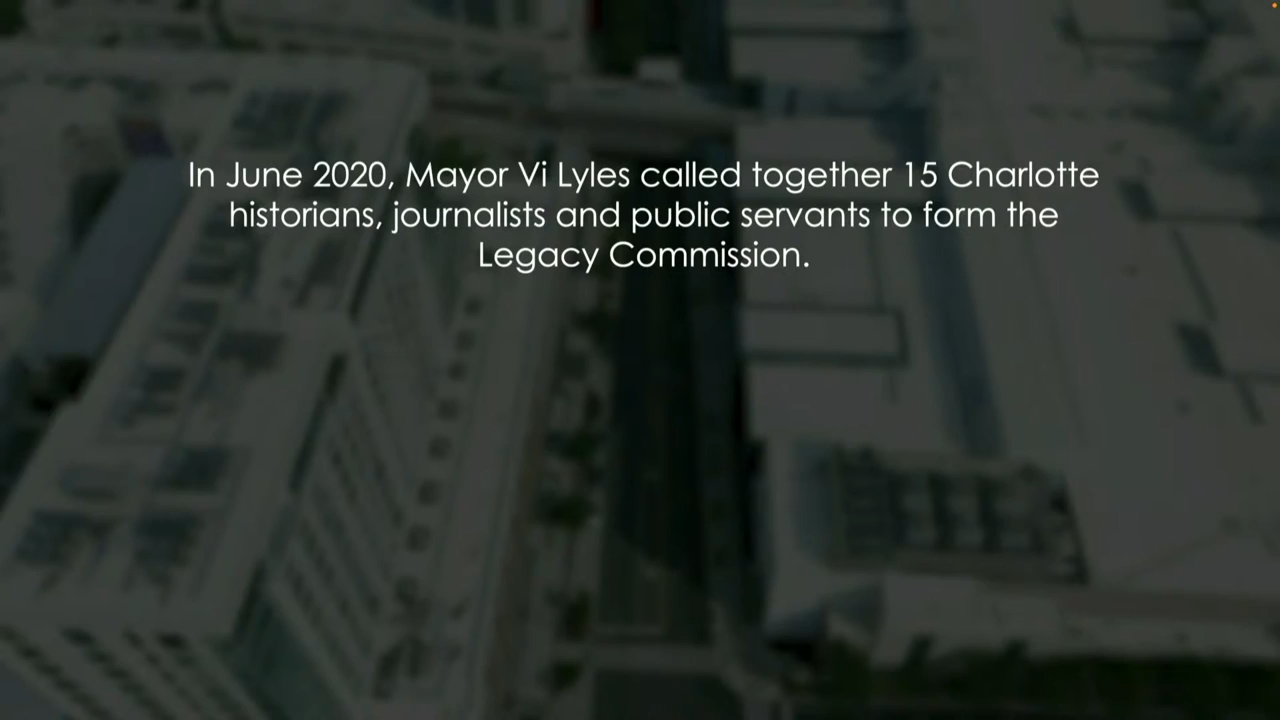 In June 2020, Mayor Vi Lyles called together 15 Charlotte
historians, journalists and public servants to form the
Legacy Commission.